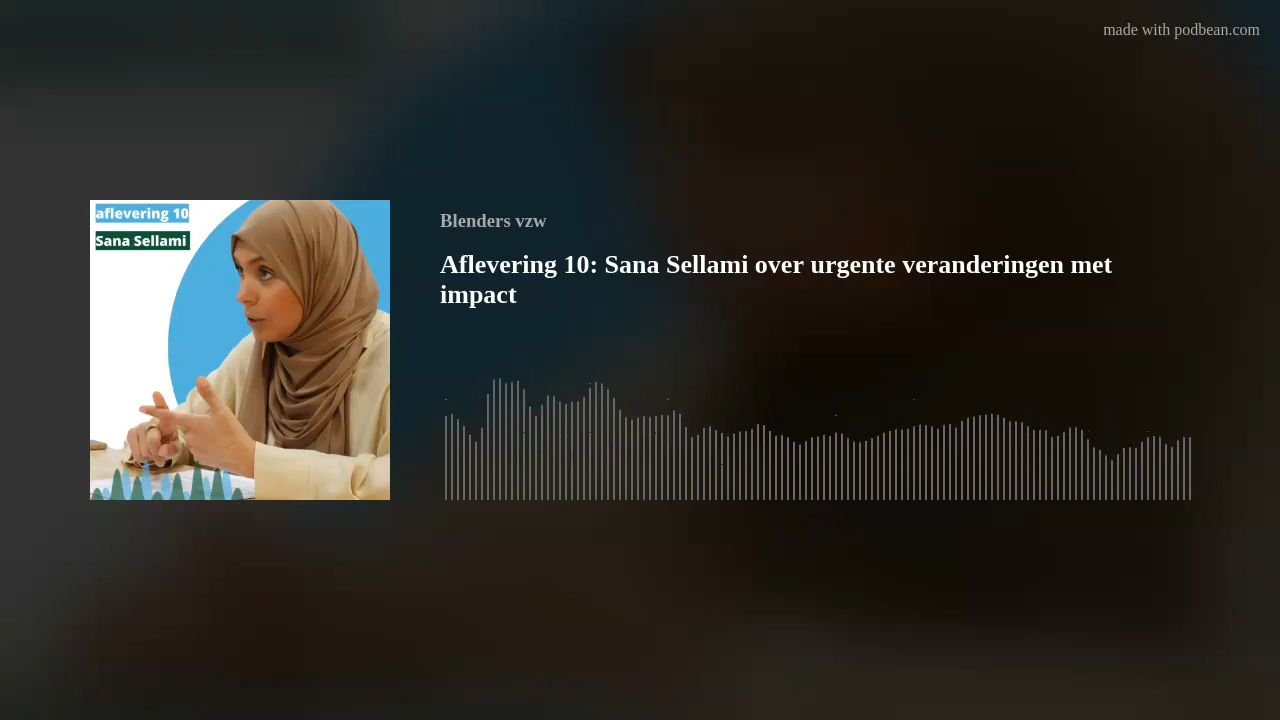 made with podbean.com
aflevering 10
Sana Sellami
Blenders vzw
Aflevering 10: Sana Sellami over urgente veranderingen met
impact